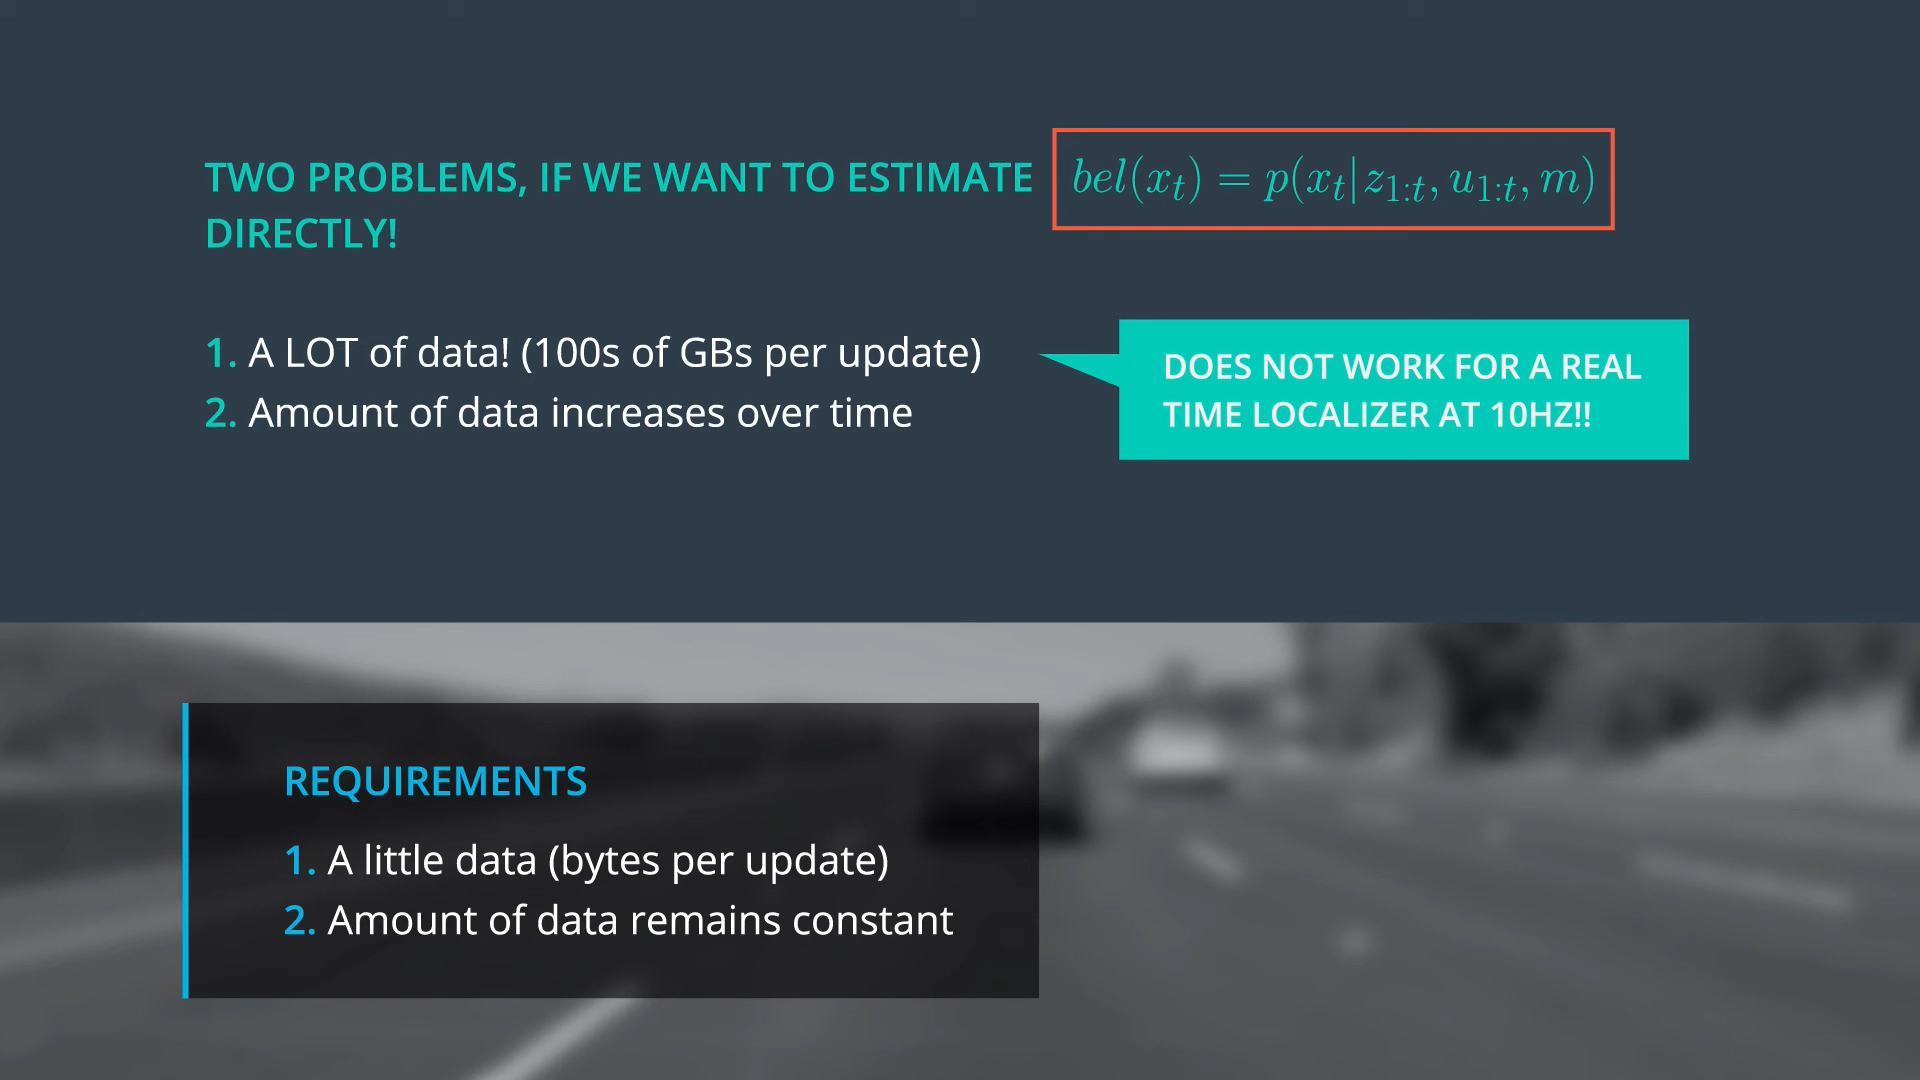 TWO PROBLEMS, IF WE WANT TO ESTIMATE bel(x_t) = p(x_t|z_{1:t}, u_{1:t}, m)
DIRECTLY!
1. A LOT of data! (100s of GBs per update)
2. Amount of data increases over time
DOES NOT WORK FOR A REAL
TIME LOCALIZER AT 10HZ!!
REQUIREMENTS
1. A little data (bytes per update)
2. Amount of data remains constant